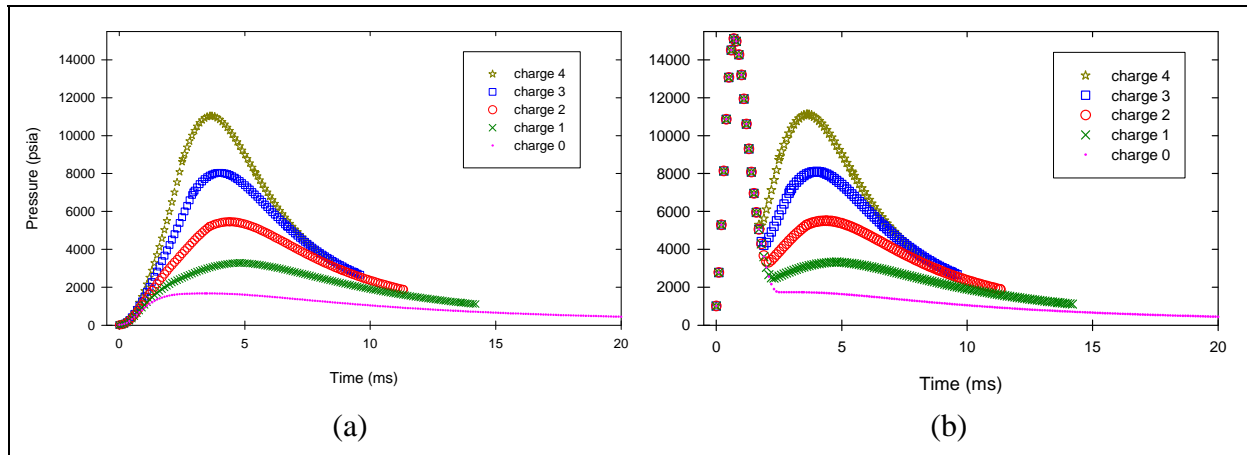 14000
12000
10000
8000
6000
4000
2000
0
Pressure (psia)
charge 4
charge 3
charge 2
charge 1
charge 0
0
5
10
15
20
Time (ms)
(a)
14000
12000
10000
8000
6000
4000
2000
0
charge 4
charge 3
charge 2
charge 1
charge 0
0
5
10
15
20
Time (ms)
(b)